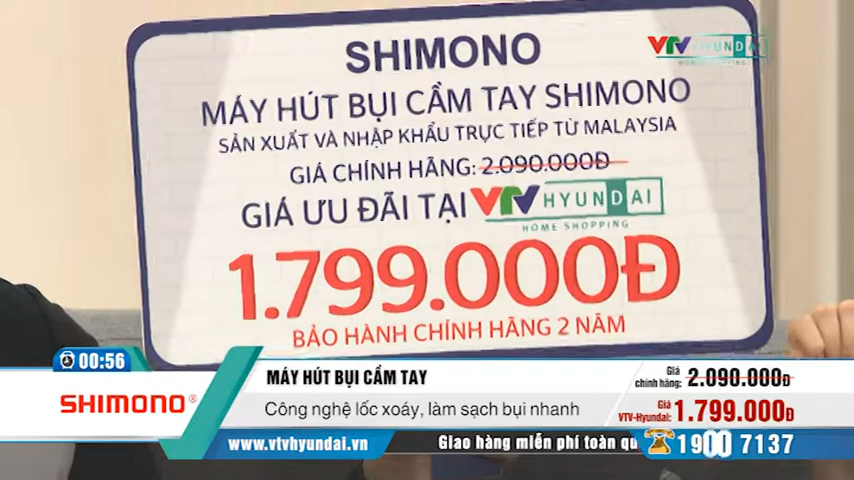 SHIMONO
VTV HYUNDAI
HOME SHOPPING
MÁY HÚT BỤI CẦM TAY SHIMONO
SẢN XUẤT VÀ NHẬP KHẨU TRỰC TIẾP TỪ MALAYSIA
GIÁ CHÍNH HÃNG: 2.090.000Đ
GIÁ ƯU ĐÃI TẠI VTV HYUNDAI
HOME SHOPPING
1.799.000Đ
BẢO HÀNH CHÍNH HÃNG 2 NĂM
00:56
SHIMONO®
MÁY HÚT BỤI CẦM TAY
Công nghệ lốc xoáy, làm sạch bụi nhanh
Giá chính hãng: 2.090.000Đ
Giá VTV-Hyundai: 1.799.000Đ
www.vtvhyundai.vn
Giao hàng miễn phí toàn
1900 7137